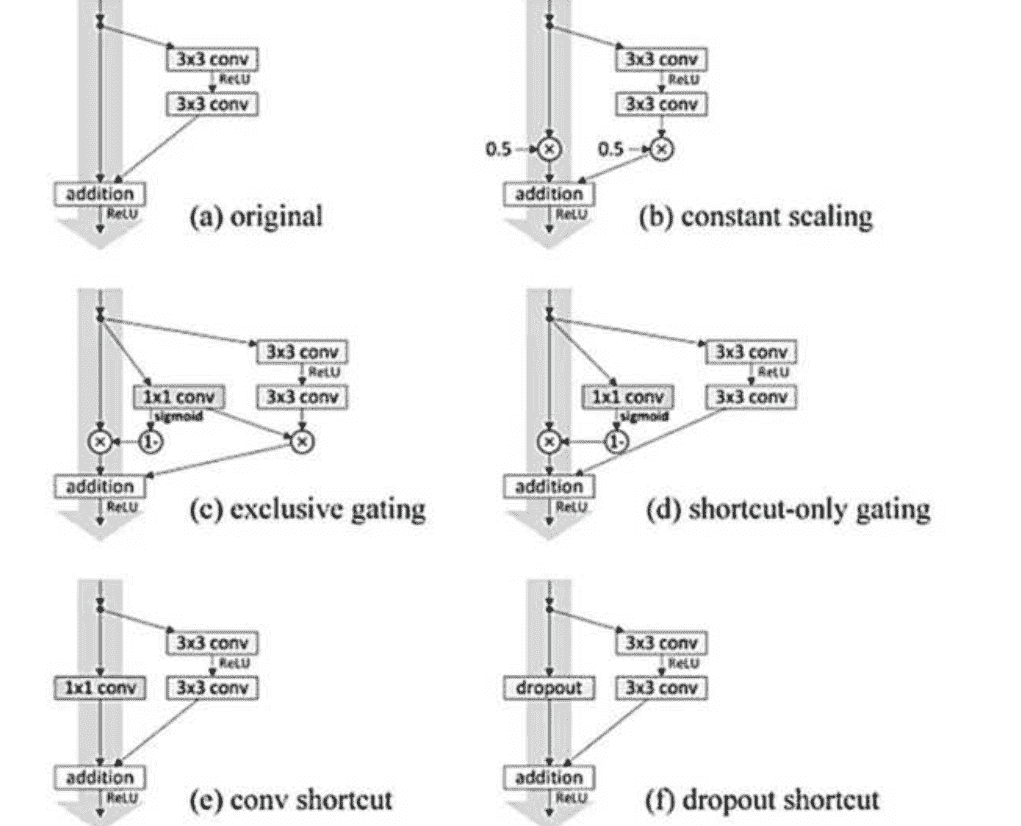 3x3 conv
ReLU
3x3 conv
addition
ReLU
(a) original
3x3 conv
ReLU
3x3 conv
0.5
×
0.5
×
addition
ReLU
(b) constant scaling
3x3 conv
ReLU
1x1 conv
3x3 conv
sigmoid
×
1-
×
addition
ReLU
(c) exclusive gating
3x3 conv
ReLU
1x1 conv
3x3 conv
sigmoid
×
1-
addition
ReLU
(d) shortcut-only gating
3x3 conv
ReLU
1x1 conv
3x3 conv
addition
ReLU
(e) conv shortcut
3x3 conv
ReLU
dropout
3x3 conv
addition
ReLU
(f) dropout shortcut